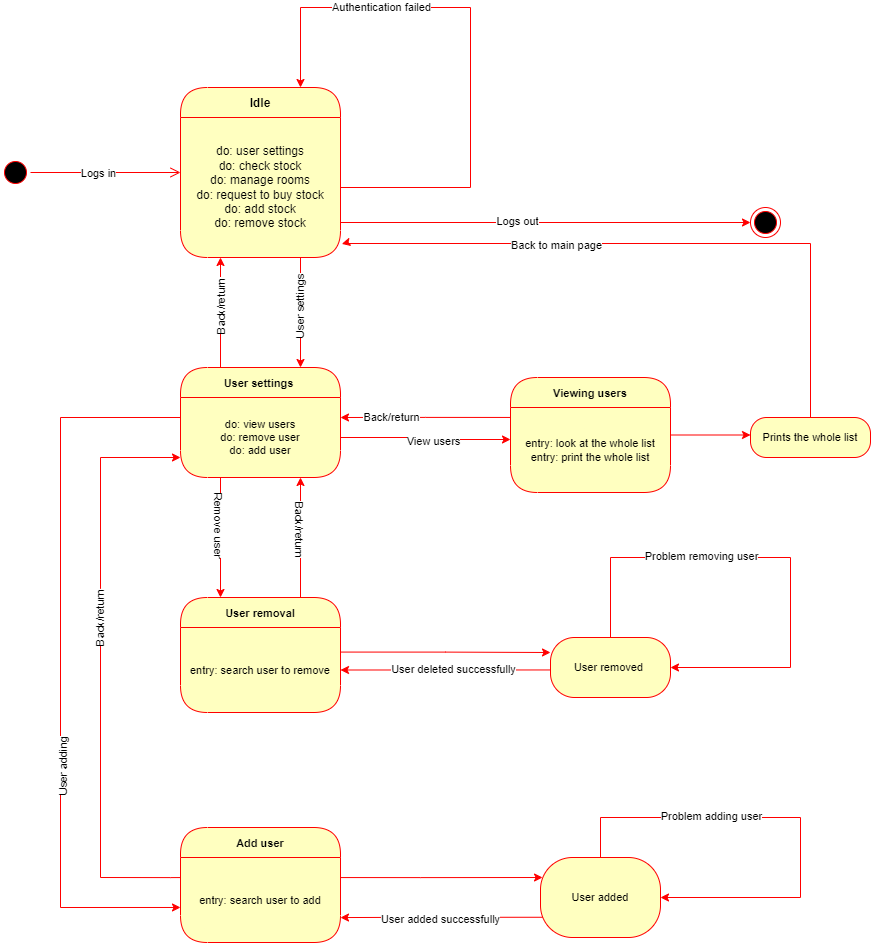 Authentication failed
Idle
do: user settings
do: check stock
do: manage rooms
do: request to buy stock
do: add stock
do: remove stock
Logs in
Logs out
Back to main page
Back/return
User settings
User settings
do: view users
do: remove user
do: add user
Back/return
View users
Viewing users
entry: look at the whole list
entry: print the whole list
Prints the whole list
Remove user
Back/return
Back/return
User adding
User removal
entry: search user to remove
User deleted successfully
Problem removing user
User removed
Add user
entry: search user to add
User added successfully
Problem adding user
User added